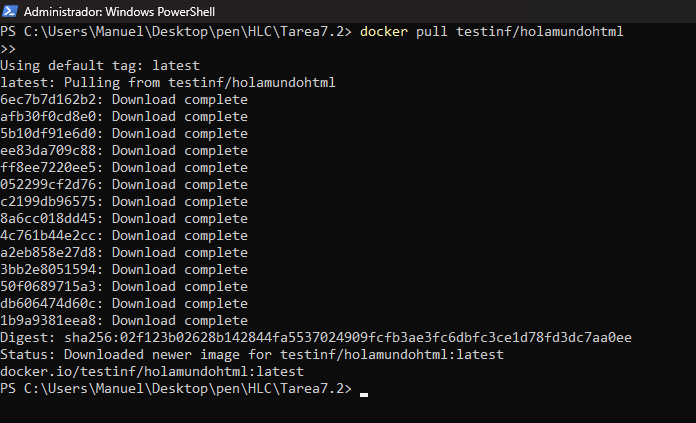 Administrador: Windows PowerShell
PS C:\Users\Manuel\Desktop\pen\HLC\Tarea7.2> docker pull testinf/holamundohtml
>>
Using default tag: latest
latest: Pulling from testinf/holamundohtml
6ec7b7d162b2: Download complete
afb30f0cd8e0: Download complete
5b10df91e6d0: Download complete
ee83da709c88: Download complete
ff8ee7220ee5: Download complete
052299cf2d76: Download complete
c2199db96575: Download complete
8a6cc018dd45: Download complete
4c761b44e2cc: Download complete
a2eb858e27d8: Download complete
3bb2e8051594: Download complete
50f0689715a3: Download complete
db606474d60c: Download complete
1b9a9381eea8: Download complete
Digest: sha256:02f123b02628b142844fa5537024909fcfb3ae3fc6dbfc3ce1d78fd3dc7aa0ee
Status: Downloaded newer image for testinf/holamundohtml:latest
docker.io/testinf/holamundohtml:latest
PS C:\Users\Manuel\Desktop\pen\HLC\Tarea7.2>